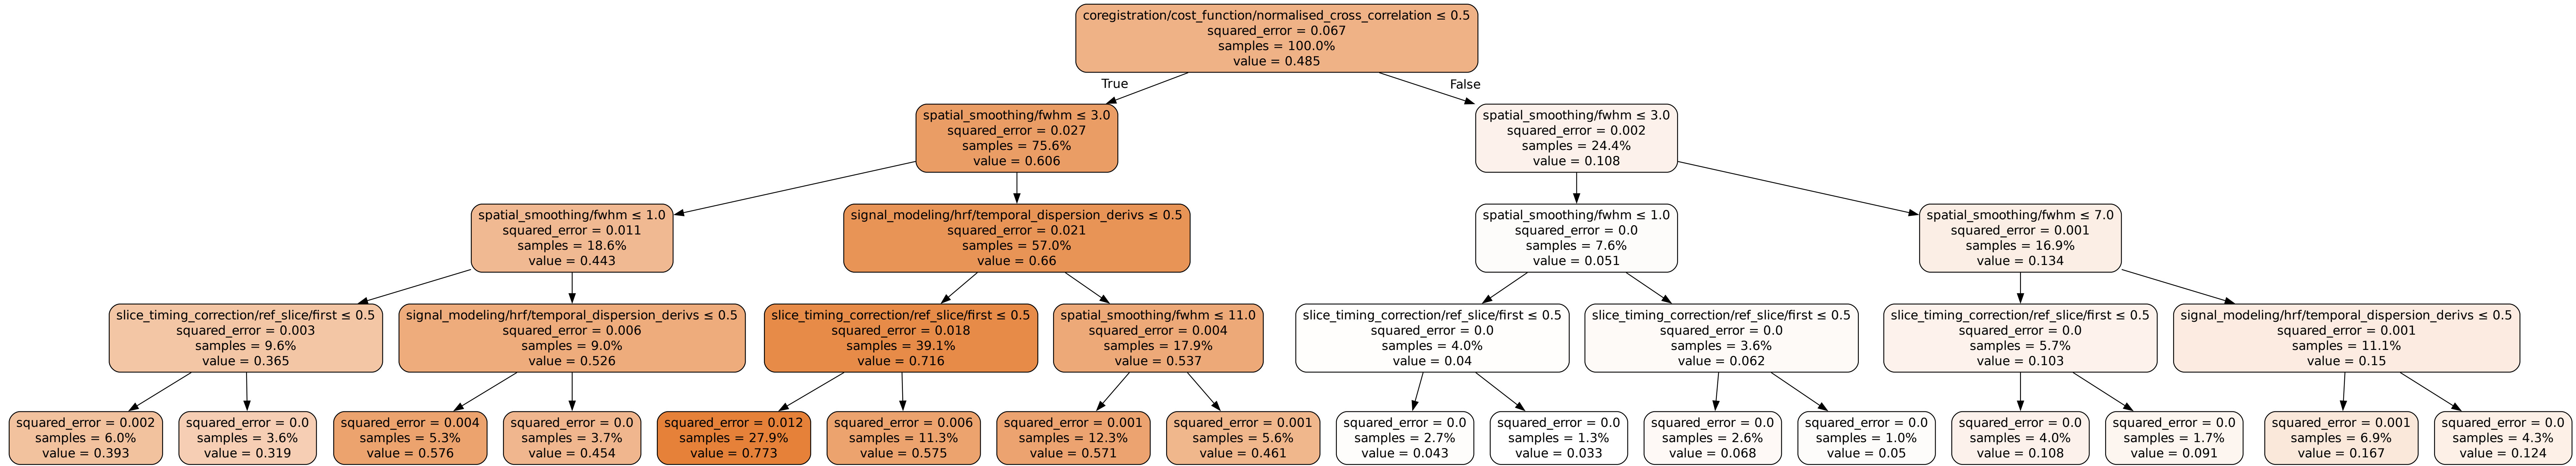 coregistration/cost_function/normalised_cross_correlation ≤ 0.5
squared_error = 0.067
samples = 100.0%
value = 0.485
True
False
spatial_smoothing/fwhm ≤ 3.0
squared_error = 0.027
samples = 75.6%
value = 0.606
spatial_smoothing/fwhm ≤ 3.0
squared_error = 0.002
samples = 24.4%
value = 0.108
spatial_smoothing/fwhm ≤ 1.0
squared_error = 0.011
samples = 18.6%
value = 0.443
signal_modeling/hrf/temporal_dispersion_derivs ≤ 0.5
squared_error = 0.021
samples = 57.0%
value = 0.66
spatial_smoothing/fwhm ≤ 1.0
squared_error = 0.0
samples = 7.6%
value = 0.051
spatial_smoothing/fwhm ≤ 7.0
squared_error = 0.001
samples = 16.9%
value = 0.134
slice_timing_correction/ref_slice/first ≤ 0.5
squared_error = 0.003
samples = 9.6%
value = 0.365
signal_modeling/hrf/temporal_dispersion_derivs ≤ 0.5
squared_error = 0.006
samples = 9.0%
value = 0.526
slice_timing_correction/ref_slice/first ≤ 0.5
squared_error = 0.018
samples = 39.1%
value = 0.716
spatial_smoothing/fwhm ≤ 11.0
squared_error = 0.004
samples = 17.9%
value = 0.537
slice_timing_correction/ref_slice/first ≤ 0.5
squared_error = 0.0
samples = 4.0%
value = 0.04
slice_timing_correction/ref_slice/first ≤ 0.5
squared_error = 0.0
samples = 3.6%
value = 0.062
slice_timing_correction/ref_slice/first ≤ 0.5
squared_error = 0.0
samples = 5.7%
value = 0.103
signal_modeling/hrf/temporal_dispersion_derivs ≤ 0.5
squared_error = 0.001
samples = 11.1%
value = 0.15
squared_error = 0.002
samples = 6.0%
value = 0.393
squared_error = 0.0
samples = 3.6%
value = 0.319
squared_error = 0.004
samples = 5.3%
value = 0.576
squared_error = 0.0
samples = 3.7%
value = 0.454
squared_error = 0.012
samples = 27.9%
value = 0.773
squared_error = 0.006
samples = 11.3%
value = 0.575
squared_error = 0.001
samples = 12.3%
value = 0.571
squared_error = 0.001
samples = 5.6%
value = 0.461
squared_error = 0.0
samples = 2.7%
value = 0.043
squared_error = 0.0
samples = 1.3%
value = 0.033
squared_error = 0.0
samples = 2.6%
value = 0.068
squared_error = 0.0
samples = 1.0%
value = 0.05
squared_error = 0.0
samples = 4.0%
value = 0.108
squared_error = 0.0
samples = 1.7%
value = 0.091
squared_error = 0.001
samples = 6.9%
value = 0.167
squared_error = 0.0
samples = 4.3%
value = 0.124